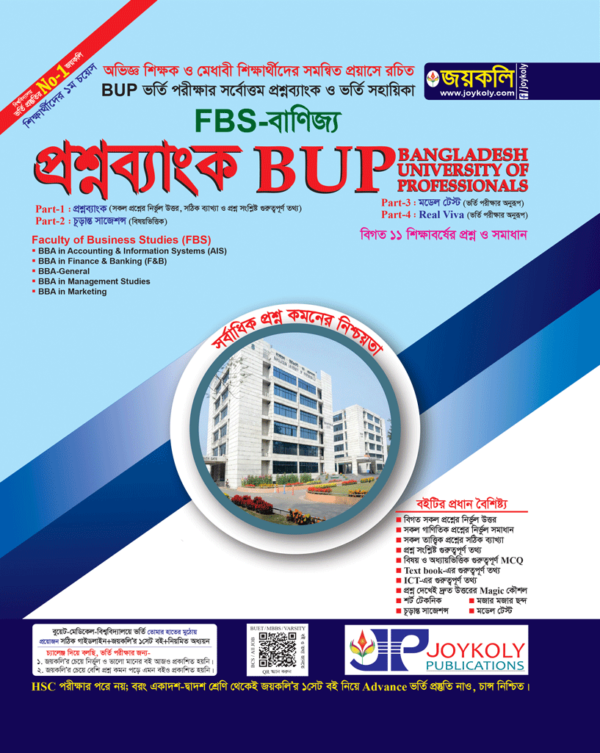 বিশ্ববিদ্যালয় ভর্তি প্রস্তুতির No-1 জয়কলি
শিক্ষার্থীদের ১ম চয়েস
অভিজ্ঞ শিক্ষক ও মেধাবী শিক্ষার্থীদের সমন্বিত প্রয়াসে রচিত
BUP ভর্তি পরীক্ষার সর্বোত্তম প্রশ্নব্যাংক ও ভর্তি সহায়িকা
জয়কলি
www.joykoly.com
/joykoly
FBS-বাণিজ্য
প্রশ্নব্যাংক BUP
BANGLADESH
UNIVERSITY OF
PROFESSIONALS
Part-1 : প্রশ্নব্যাংক (সকল প্রশ্নের নির্ভুল উত্তর, সঠিক ব্যাখ্যা ও প্রশ্ন সংশ্লিষ্ট গুরুত্বপূর্ণ তথ্য)
Part-2 : চূড়ান্ত সাজেশন্স (বিষয়ভিত্তিক)
Part-3 : মডেল টেস্ট (ভর্তি পরীক্ষার অনুরূপ)
Part-4 : Real Viva (ভর্তি পরীক্ষার অনুরূপ)
বিগত ১১ শিক্ষাবর্ষের প্রশ্ন ও সমাধান
Faculty of Business Studies (FBS)
BBA in Accounting & Information Systems (AIS)
BBA in Finance & Banking (F&B)
BBA-General
BBA in Management Studies
BBA in Marketing
সর্বাধিক প্রশ্ন কমনের নিশ্চয়তা
বইটির প্রধান বৈশিষ্ট্য
বিগত সকল প্রশ্নের নির্ভুল উত্তর
সকল গাণিতিক প্রশ্নের নির্ভুল সমাধান
সকল তাত্ত্বিক প্রশ্নের সঠিক ব্যাখ্যা
প্রশ্ন সংশ্লিষ্ট গুরুত্বপূর্ণ তথ্য
বিষয় ও অধ্যায়ভিত্তিক গুরুত্বপূর্ণ MCQ
Text book-এর গুরুত্বপূর্ণ তথ্য
ICT-এর গুরুত্বপূর্ণ তথ্য
প্রশ্ন দেখেই দ্রুত উত্তরের Magic কৌশল
শর্ট টেকনিক
মজার মজার ছন্দ
চূড়ান্ত সাজেশন্স
মডেল টেস্ট
বুয়েট-মেডিকেল-বিশ্ববিদ্যালয়ে ভর্তি তোমার হাতের মুঠোয়
প্রয়োজন সঠিক গাইডলাইন+জয়কলি'র ১সেট বই+নিয়মিত অধ্যয়ন
চ্যালেঞ্জ দিয়ে বলছি, ভর্তি পরীক্ষার জন্য-
১. জয়কলি'র চেয়ে নির্ভুল ও ভালো মানের বই আজও প্রকাশিত হয়নি।
২. জয়কলি'র চেয়ে বেশি প্রশ্ন কমন পড়ে এমন বইও প্রকাশিত হয়নি।
BUET/MBBS/VARSITY
JOYKOLY
PUBLICATIONS
HSC পরীক্ষার পরে নয়; বরং একাদশ-দ্বাদশ শ্রেণি থেকেই জয়কলি'র ১সেট বই নিয়ে Advance ভর্তি প্রস্তুতি নাও, চান্স নিশ্চিত।